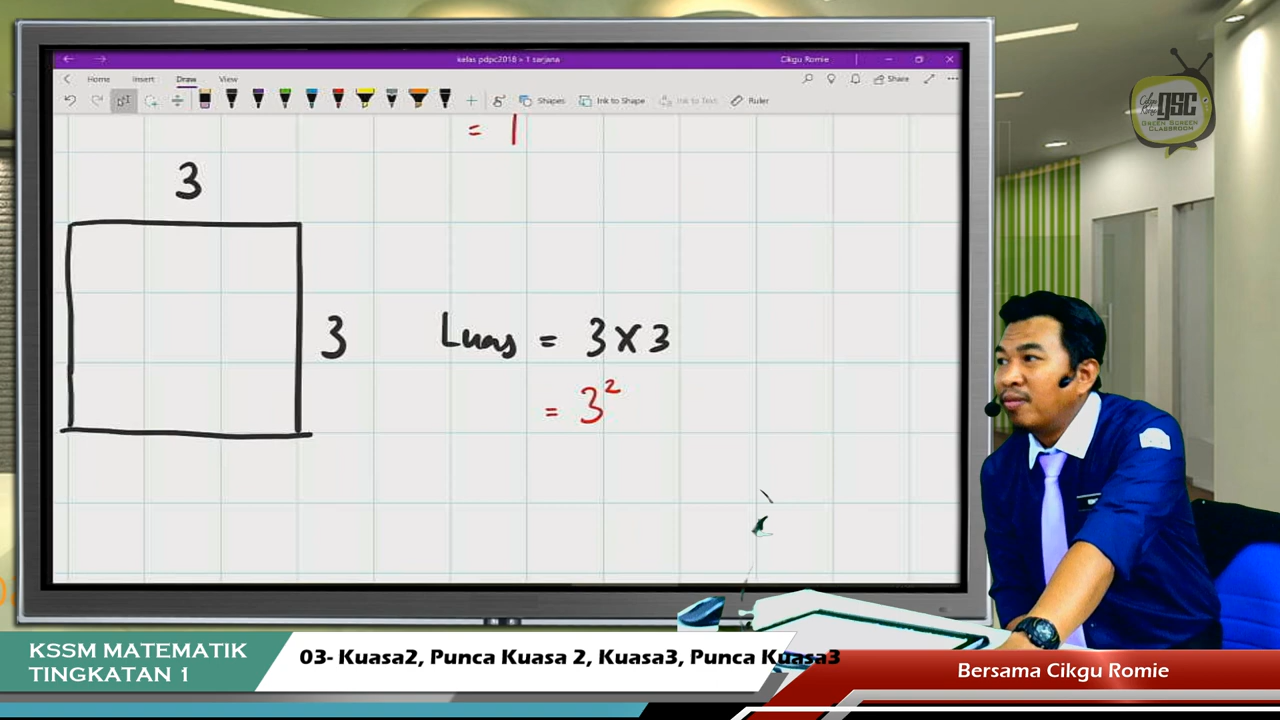 kelas pdpc2018 » 1 sarjana
Cikgu Romie
Home Insert Draw View
Share
Shapes Ink to Shape Ink to Text Ruler
= 1
3
3
Luas = 3 x 3
= 3²
Cikgu
GSC
GREEN SCREEN
CLASSROOM
KSSM MATEMATIK
TINGKATAN 1
03- Kuasa2, Punca Kuasa 2, Kuasa3, Punca Kuasa3
Bersama Cikgu Romie